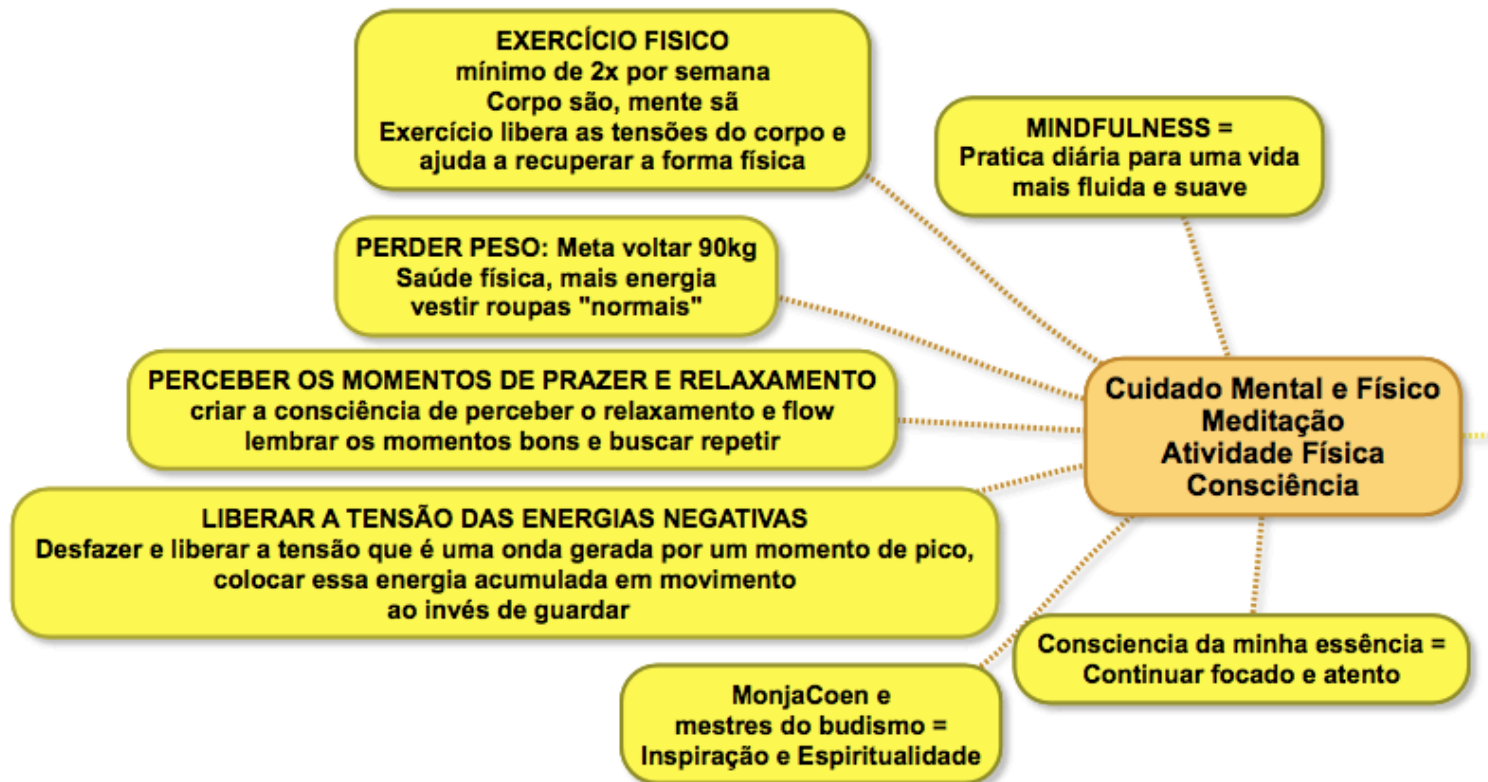 EXERCÍCIO FISICO
mínimo de 2x por semana
Corpo são, mente sã
Exercício libera as tensões do corpo e
ajuda a recuperar a forma física
MINDFULNESS =
Pratica diária para uma vida
mais fluida e suave
PERDER PESO: Meta voltar 90kg
Saúde física, mais energia
vestir roupas "normais"
PERCEBER OS MOMENTOS DE PRAZER E RELAXAMENTO
criar a consciência de perceber o relaxamento e flow
lembrar os momentos bons e buscar repetir
Cuidado Mental e Físico
Meditação
Atividade Física
Consciência
LIBERAR A TENSÃO DAS ENERGIAS NEGATIVAS
Desfazer e liberar a tensão que é uma onda gerada por um momento de pico,
colocar essa energia acumulada em movimento
ao invés de guardar
Consciencia da minha essência =
Continuar focado e atento
MonjaCoen e
mestres do budismo =
Inspiração e Espiritualidade